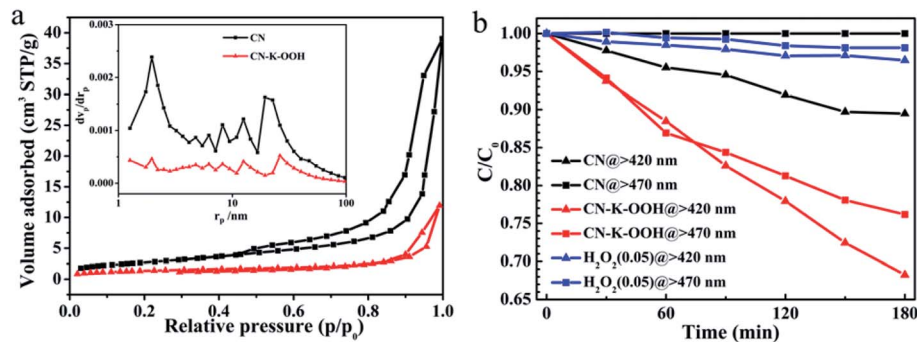 a
Volume adsorbed (cm³ STP/g)
40
35
30
25
20
15
10
5
0
0.0 0.2 0.4 0.6 0.8 1.0
Relative pressure (p/p₀)
dvₚ/drₚ
0.003
0.002
0.001
0.000
1 10 100
rₚ /nm
CN
CN-K-OOH
b
C/C₀
1.00
0.95
0.90
0.85
0.80
0.75
0.70
0.65
0 30 60 90 120 150 180
Time (min)
CN@>420 nm
CN@>470 nm
CN-K-OOH@>420 nm
CN-K-OOH@>470 nm
H₂O₂(0.05)@>420 nm
H₂O₂(0.05)@>470 nm